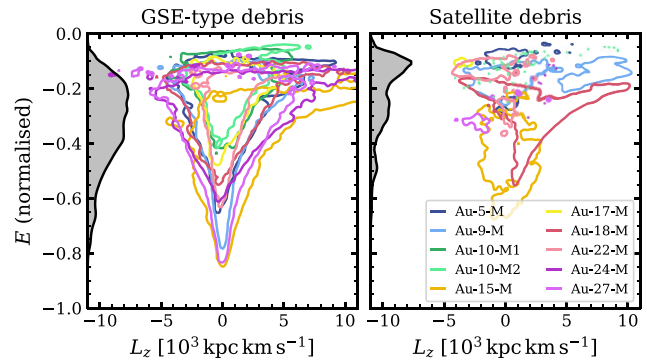 GSE-type debris Satellite debris
0.0
−0.2
−0.4
−0.6
−0.8
−1.0
E (normalised)
Au-5-M Au-17-M
Au-9-M Au-18-M
Au-10-M1 Au-22-M
Au-10-M2 Au-24-M
Au-15-M Au-27-M
−10 −5 0 5 10 −10 −5 0 5 10
L_z [10³ kpc km s⁻¹] L_z [10³ kpc km s⁻¹]